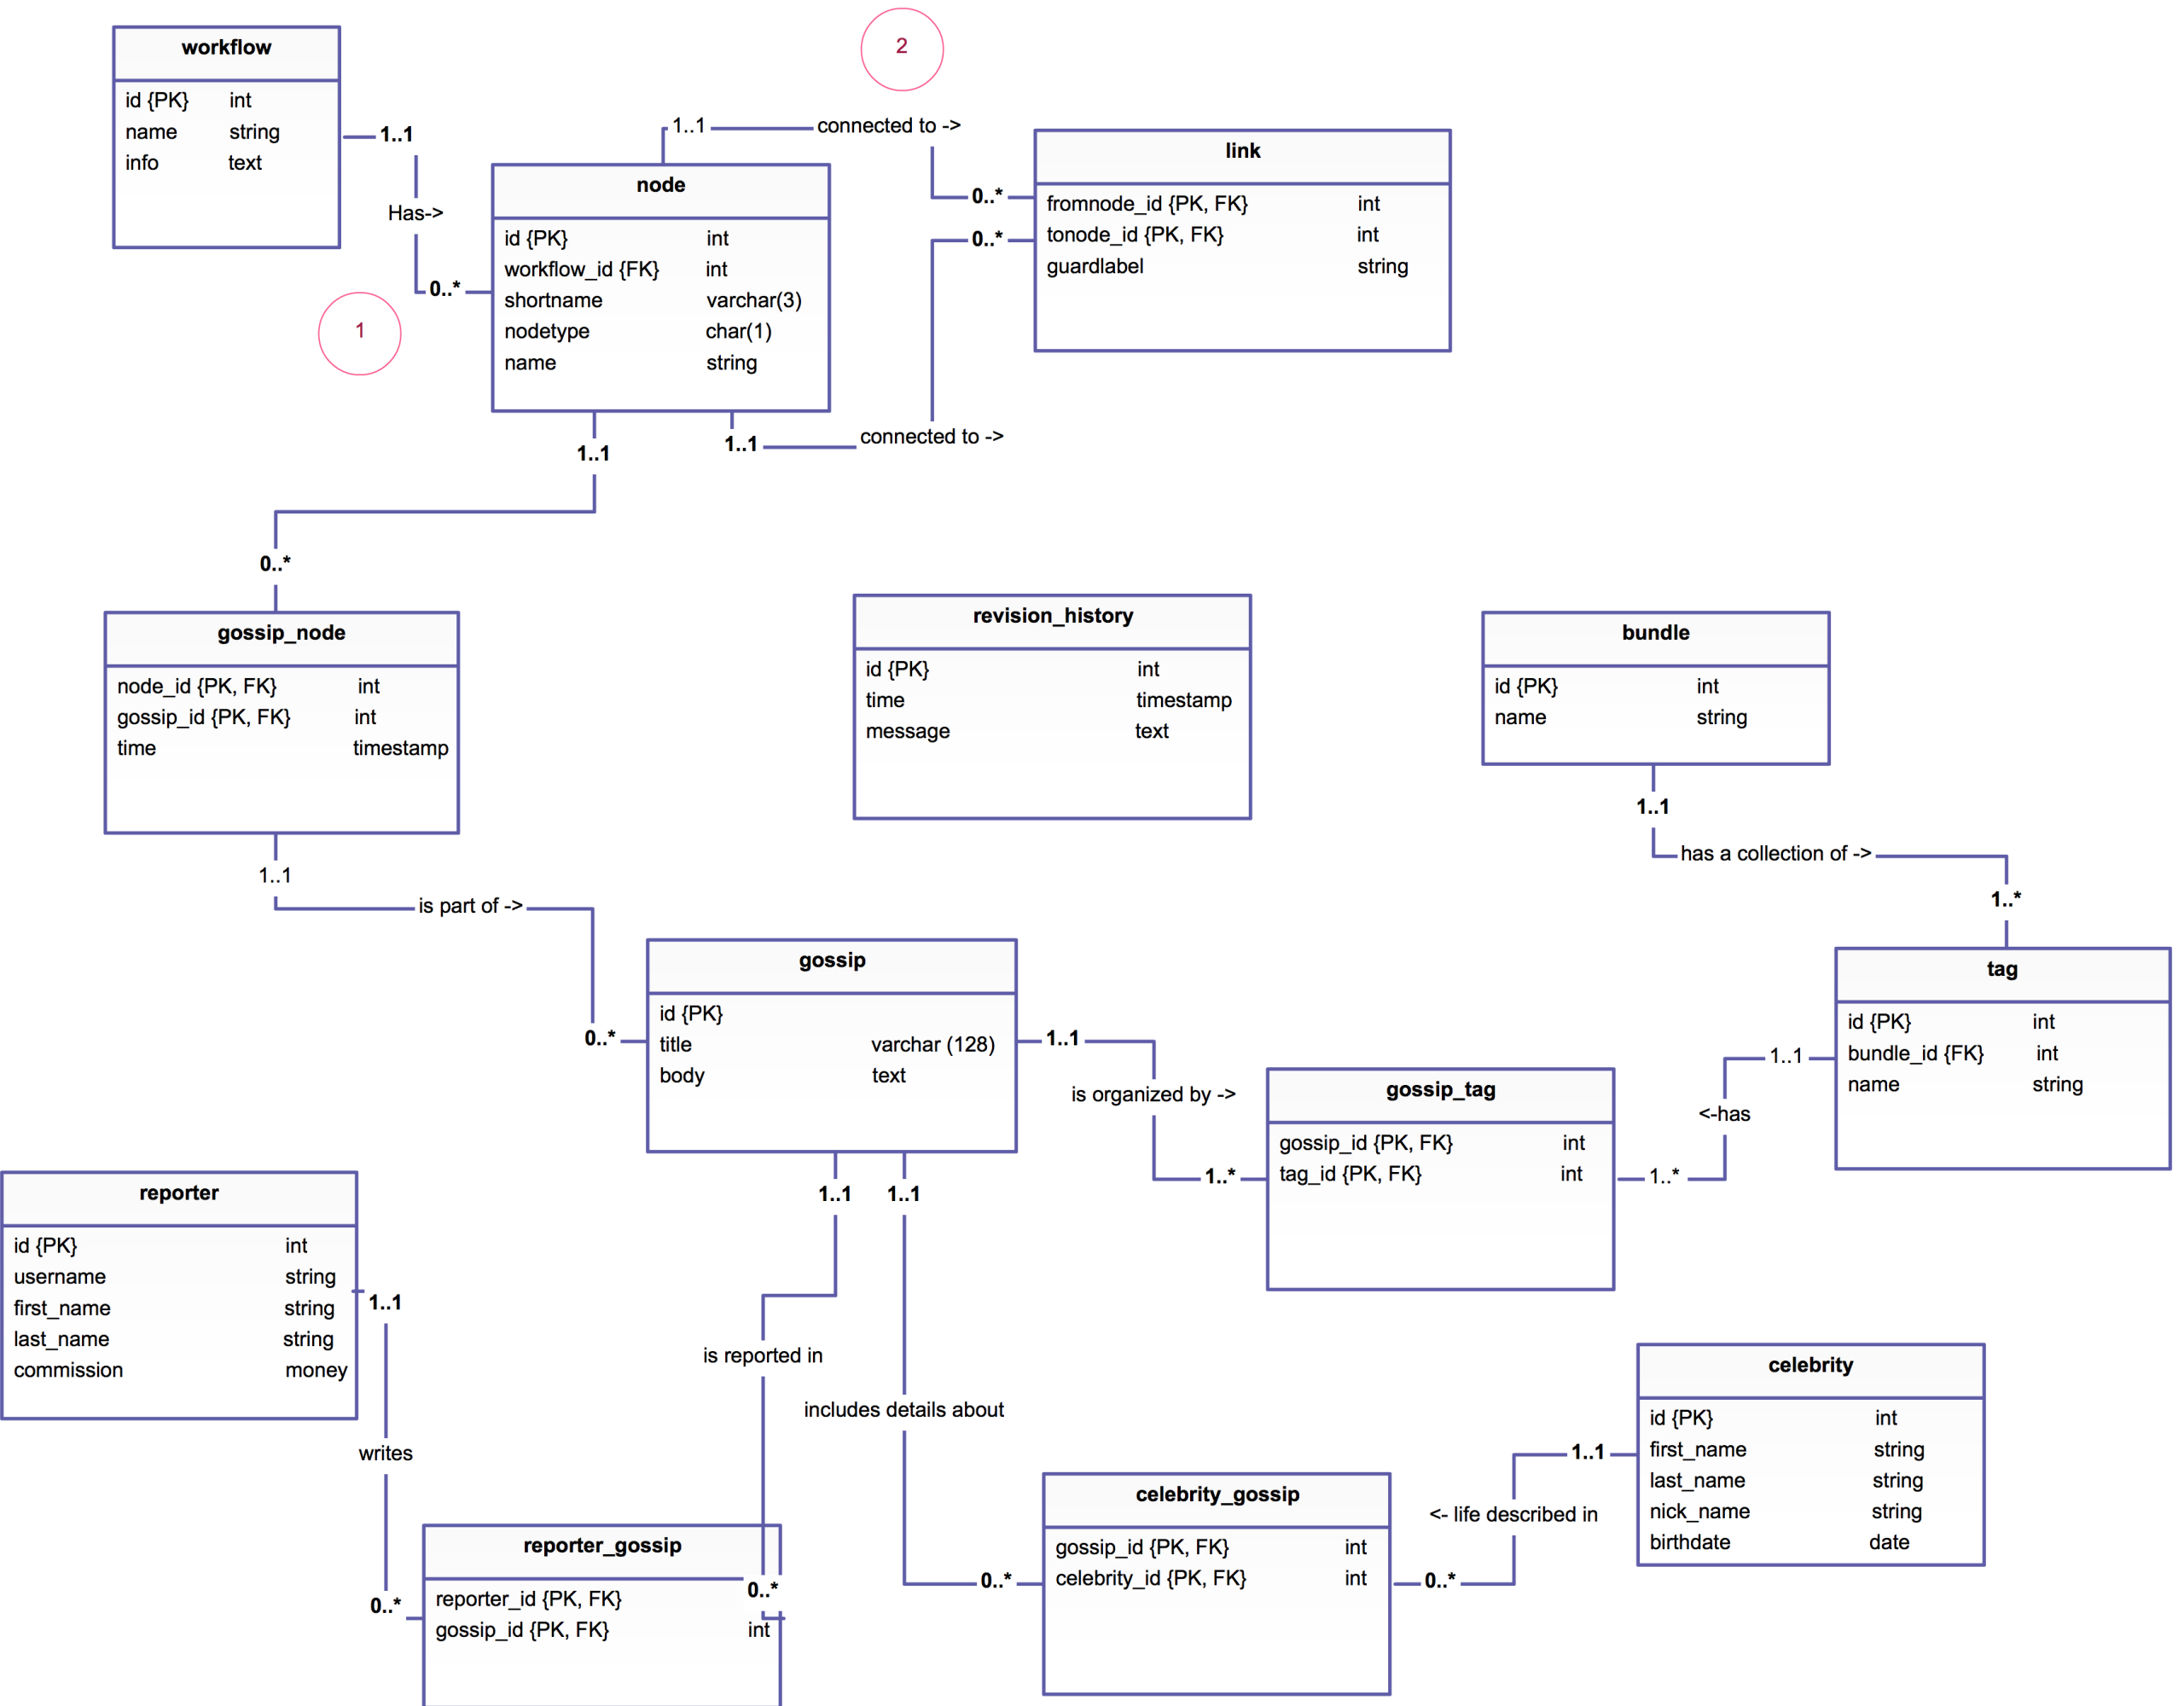 workflow
id {PK} int
name string
info text
1..1
Has->
0..*
1
2
node
id {PK} int
workflow_id {FK} int
shortname varchar(3)
nodetype char(1)
name string
1..1
connected to ->
0..*
link
fromnode_id {PK, FK} int
tonode_id {PK, FK} int
guardlabel string
0..*
1..1
connected to ->
1..1
0..*
gossip_node
node_id {PK, FK} int
gossip_id {PK, FK} int
time timestamp
revision_history
id {PK} int
time timestamp
message text
bundle
id {PK} int
name string
1..1
has a collection of ->
1..*
1..1
is part of ->
0..*
gossip
id {PK}
title varchar (128)
body text
1..1
is organized by ->
1..*
gossip_tag
gossip_id {PK, FK} int
tag_id {PK, FK} int
tag
id {PK} int
bundle_id {FK} int
name string
1..1
<-has
1..*
reporter
id {PK} int
username string
first_name string
last_name string
commission money
1..1
writes
0..*
1..1
is reported in
0..*
reporter_gossip
reporter_id {PK, FK}
gossip_id {PK, FK} int
1..1
includes details about
0..*
celebrity_gossip
gossip_id {PK, FK} int
celebrity_id {PK, FK} int
celebrity
id {PK} int
first_name string
last_name string
nick_name string
birthdate date
1..1
<- life described in
0..*